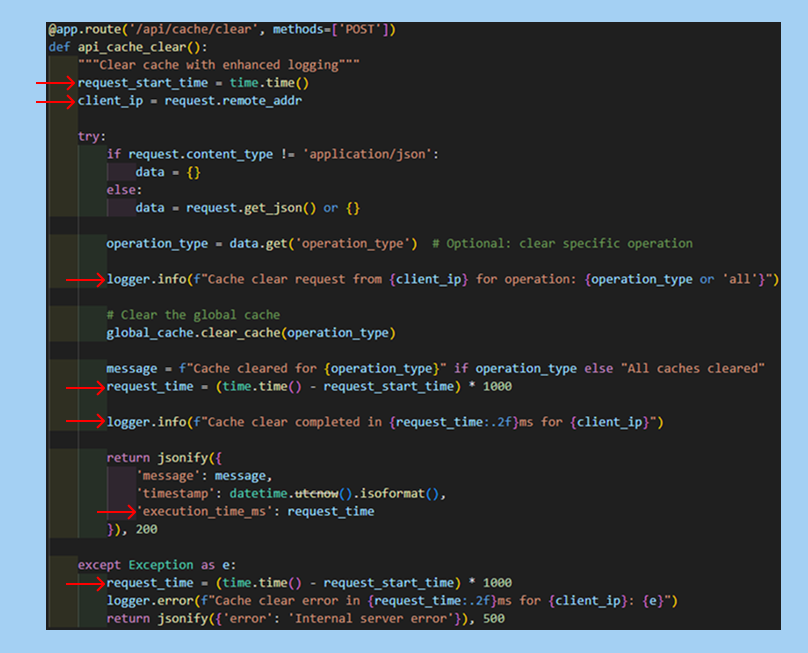 @app.route('/api/cache/clear', methods=['POST'])
def api_cache_clear():
    """Clear cache with enhanced logging"""
    request_start_time = time.time()
    client_ip = request.remote_addr

    try:
        if request.content_type != 'application/json':
            data = {}
        else:
            data = request.get_json() or {}

        operation_type = data.get('operation_type')  # Optional: clear specific operation

        logger.info(f"Cache clear request from {client_ip} for operation: {operation_type or 'all'}")

        # Clear the global cache
        global_cache.clear_cache(operation_type)

        message = f"Cache cleared for {operation_type}" if operation_type else "All caches cleared"
        request_time = (time.time() - request_start_time) * 1000

        logger.info(f"Cache clear completed in {request_time:.2f}ms for {client_ip}")

        return jsonify({
            'message': message,
            'timestamp': datetime.utcnow().isoformat(),
            'execution_time_ms': request_time
        }), 200

    except Exception as e:
        request_time = (time.time() - request_start_time) * 1000
        logger.error(f"Cache clear error in {request_time:.2f}ms for {client_ip}: {e}")
        return jsonify({'error': 'Internal server error'}), 500